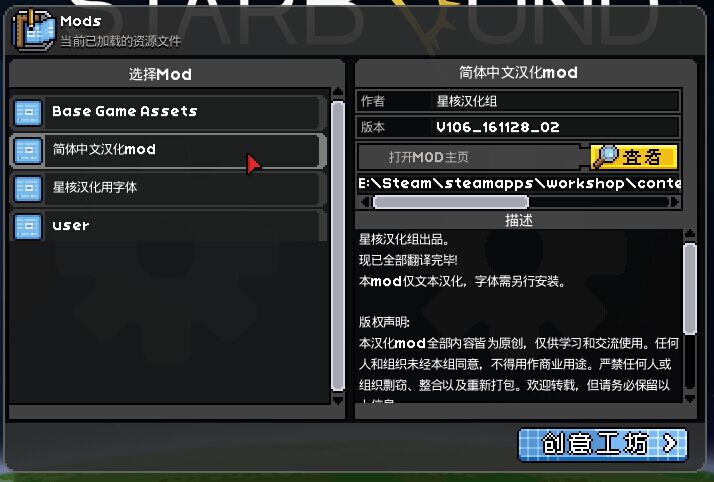 STARBOUND
Mods
当前已加载的资源文件
选择Mod
Base Game Assets
简体中文汉化mod
星核汉化用字体
user
简体中文汉化mod
作者 星核汉化组
版本 V106_161128_02
打开MOD主页 查看
E:\Steam\steamapps\workshop\conte
描述
星核汉化组出品。
现已全部翻译完毕!
本mod仅文本汉化，字体需另行安装。
版权声明:
本汉化mod全部内容皆为原创，仅供学习和交流使用。任何
人和组织未经本组同意，不得用作商业用途。严禁任何人或
组织剽窃、整合以及重新打包。欢迎转载，但请务必保留以
创意工坊